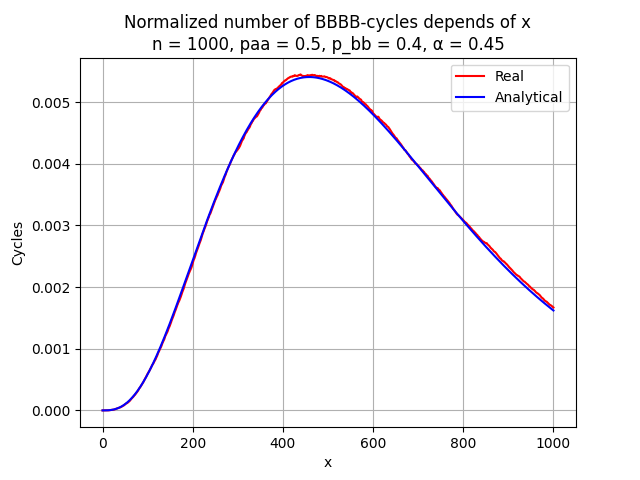 Normalized number of BBBB-cycles depends of x
n = 1000, paa = 0.5, p_bb = 0.4, α = 0.45
Real
Analytical
0.005
0.004
0.003
0.002
0.001
0.000
Cycles
0
200
400
600
800
1000
x